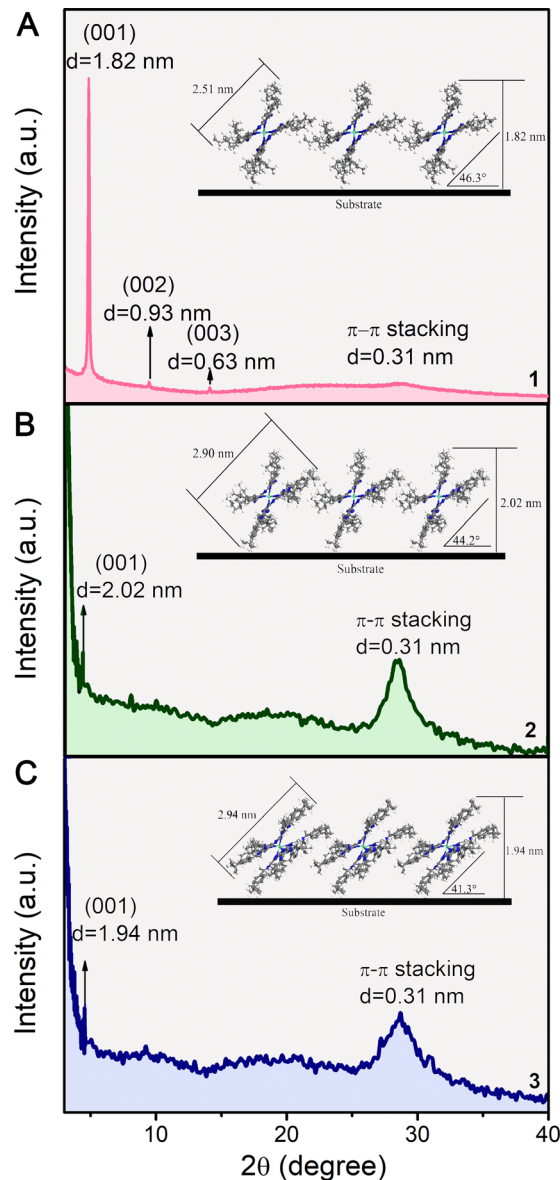 A
(001)
d=1.82 nm
2.51 nm
1.82 nm
46.3°
Substrate
(002)
d=0.93 nm
(003)
d=0.63 nm
π–π stacking
d=0.31 nm
1
Intensity (a.u.)
B
2.90 nm
2.02 nm
44.2°
Substrate
(001)
d=2.02 nm
π-π stacking
d=0.31 nm
2
Intensity (a.u.)
C
2.94 nm
1.94 nm
41.3°
Substrate
(001)
d=1.94 nm
π-π stacking
d=0.31 nm
3
Intensity (a.u.)
10 20 30 40
2θ (degree)